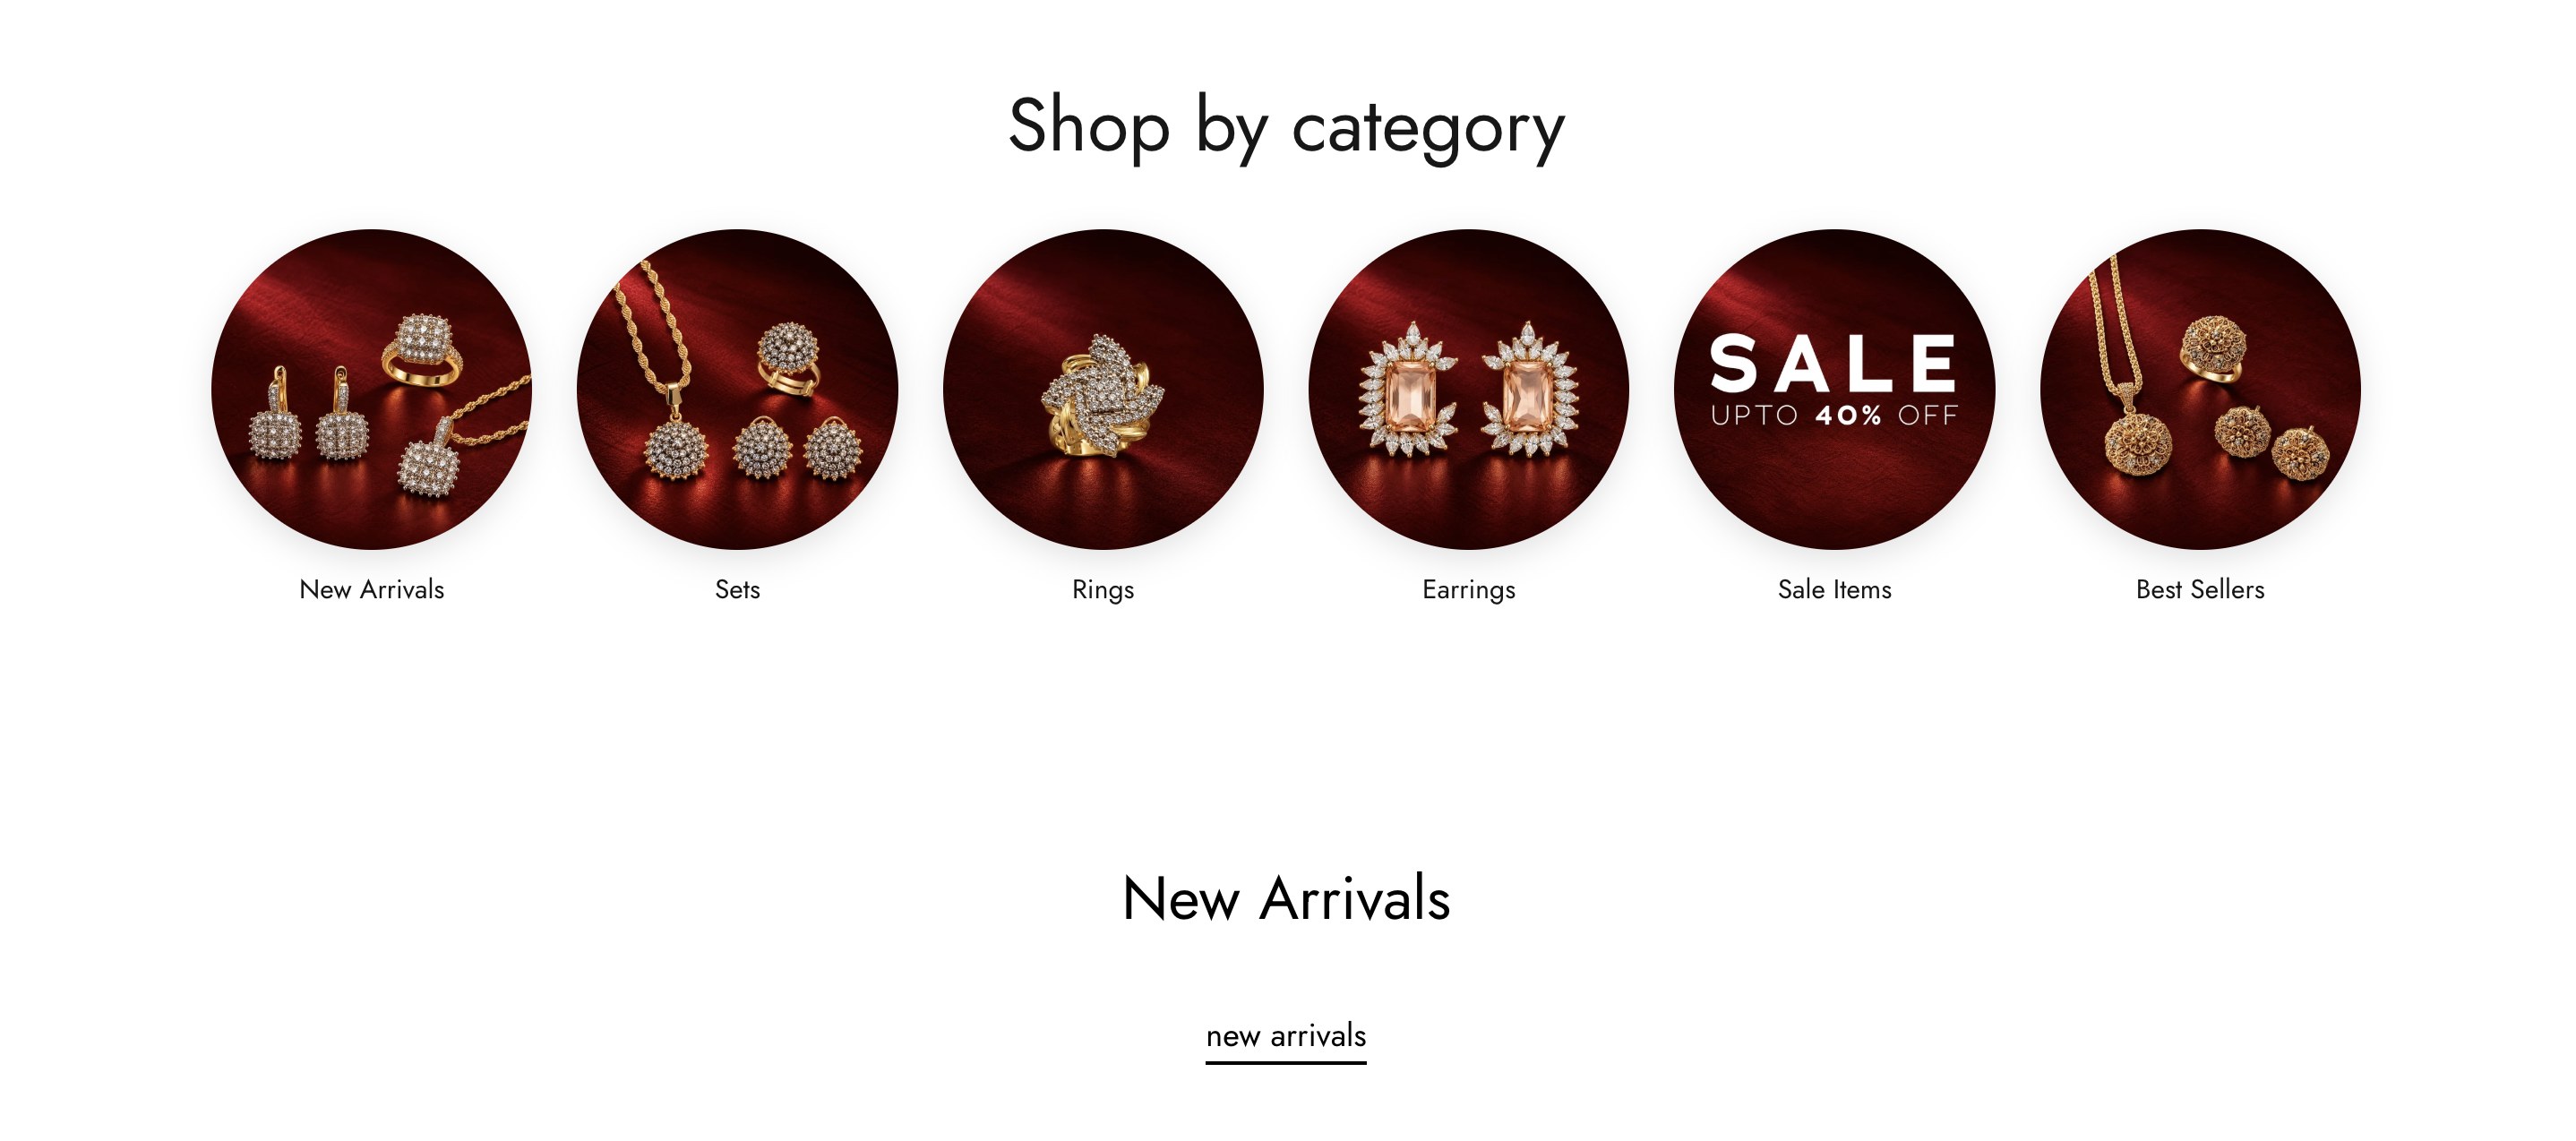 Shop by category
SALE
UPTO 40% OFF
New Arrivals
Sets
Rings
Earrings
Sale Items
Best Sellers
New Arrivals
new arrivals